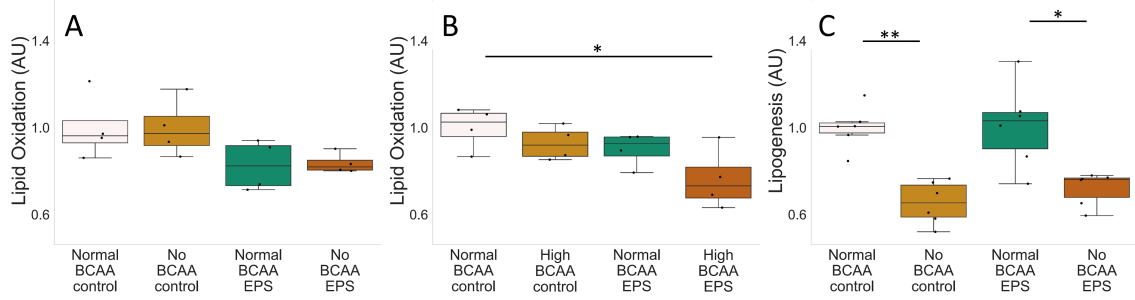 A
Lipid Oxidation (AU)
1.4
1.0
0.6
Normal
BCAA
control
No
BCAA
control
Normal
BCAA
EPS
No
BCAA
EPS
B
Lipid Oxidation (AU)
1.4
1.0
0.6
*
Normal
BCAA
control
High
BCAA
control
Normal
BCAA
EPS
High
BCAA
EPS
C
Lipogenesis (AU)
1.4
1.0
0.6
**
*
Normal
BCAA
control
No
BCAA
control
Normal
BCAA
EPS
No
BCAA
EPS